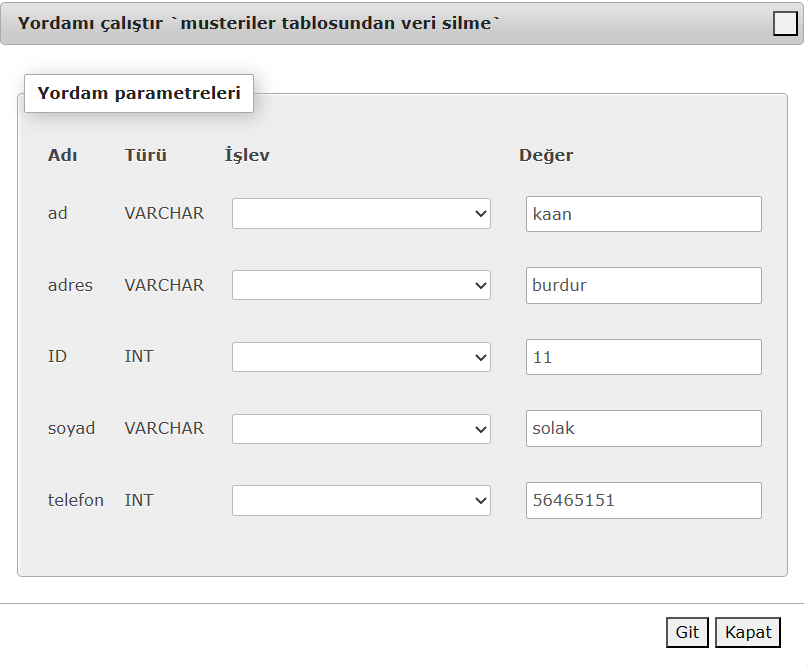 Yordamı çalıştır `musteriler tablosundan veri silme`
Yordam parametreleri
Adı Türü İşlev Değer
ad VARCHAR kaan
adres VARCHAR burdur
ID INT 11
soyad VARCHAR solak
telefon INT 56465151
Git Kapat